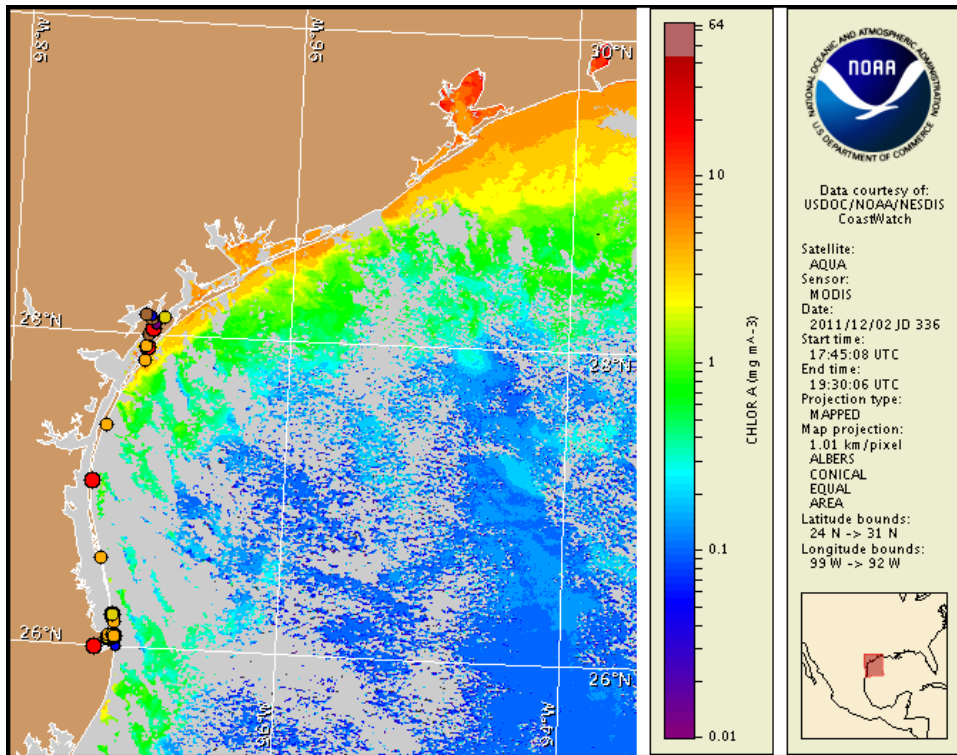 98°W
96°W
30°N
28°N
28°N
26°N
26°N
96°W
94°W
64
10
1
0.1
0.01
CHLOR A (mg m^-3)
NATIONAL OCEANIC AND ATMOSPHERIC ADMINISTRATION
NOAA
U.S. DEPARTMENT OF COMMERCE
Data courtesy of:
USDOC/NOAA/NESDIS
CoastWatch
Satellite:
AQUA
Sensor:
MODIS
Date:
2011/12/02 JD 336
Start time:
17:45:08 UTC
End time:
19:30:06 UTC
Projection type:
MAPPED
Map projection:
1.01 km/pixel
ALBERS
CONICAL
EQUAL
AREA
Latitude bounds:
24 N -> 31 N
Longitude bounds:
99 W -> 92 W